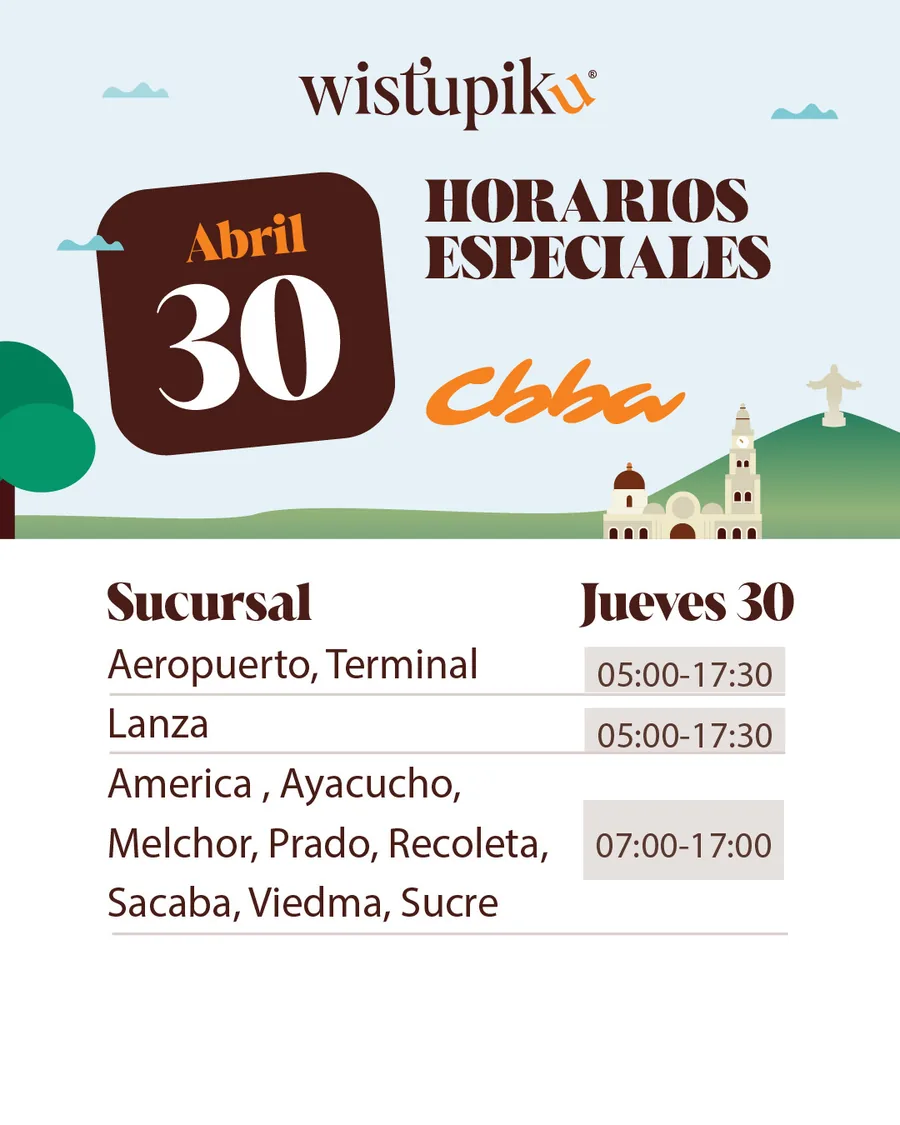 wist'upiku®
Abril
30
HORARIOS
ESPECIALES
Cbba
Sucursal Jueves 30
Aeropuerto, Terminal 05:00-17:30
Lanza 05:00-17:30
America , Ayacucho,
Melchor, Prado, Recoleta, 07:00-17:00
Sacaba, Viedma, Sucre